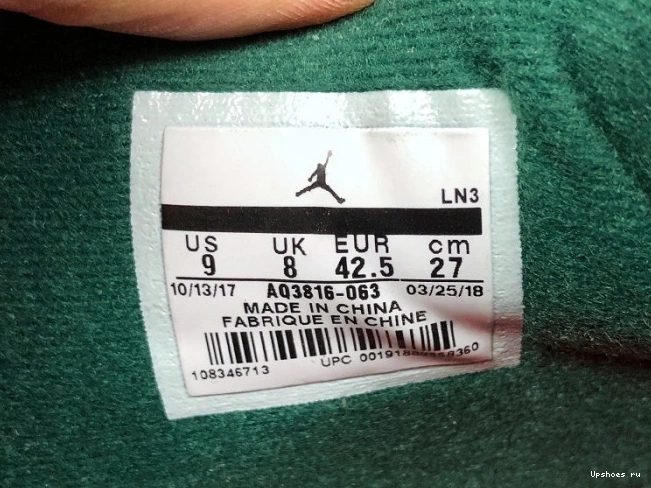 LN3
US UK EUR cm
9 8 42.5 27
10/13/17 AQ3816-063 03/25/18
MADE IN CHINA
FABRIQUE EN CHINE
108346713 UPC
Upshoes ru